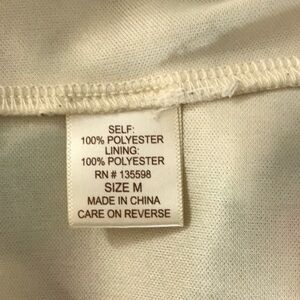 SELF:
100% POLYESTER
LINING:
100% POLYESTER
RN # 135598
SIZE M
MADE IN CHINA
CARE ON REVERSE